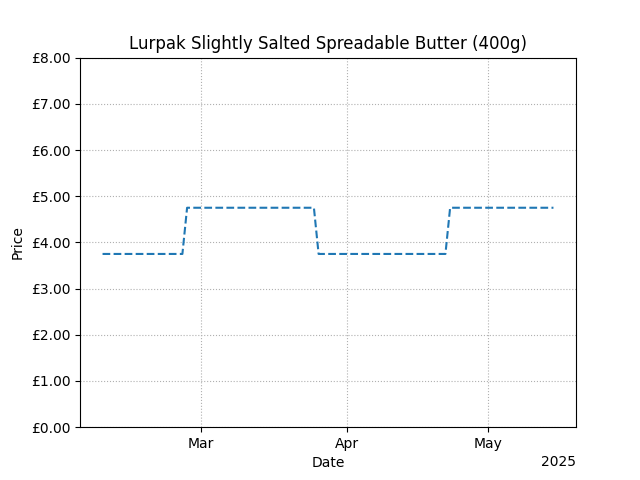 Lurpak Slightly Salted Spreadable Butter (400g)
£8.00
£7.00
£6.00
£5.00
£4.00
£3.00
£2.00
£1.00
£0.00
Price
Mar Apr May
Date
2025